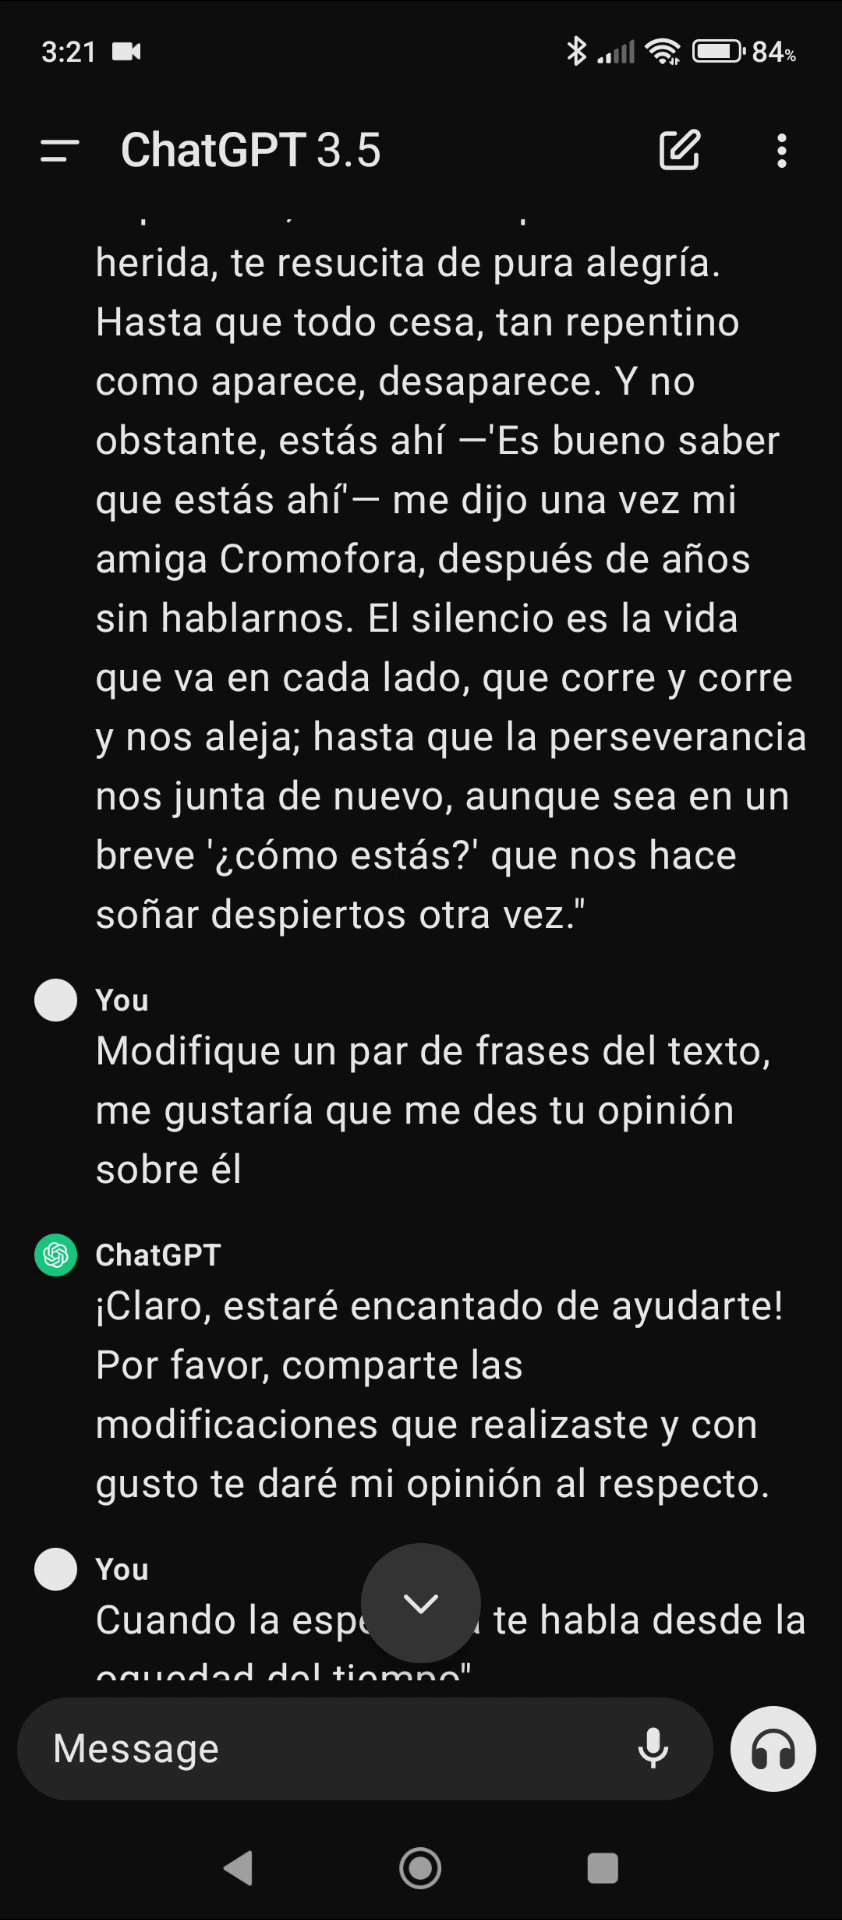 3:21
84%
ChatGPT 3.5
herida, te resucita de pura alegría.
Hasta que todo cesa, tan repentino
como aparece, desaparece. Y no
obstante, estás ahí —'Es bueno saber
que estás ahí'— me dijo una vez mi
amiga Cromofora, después de años
sin hablarnos. El silencio es la vida
que va en cada lado, que corre y corre
y nos aleja; hasta que la perseverancia
nos junta de nuevo, aunque sea en un
breve '¿cómo estás?' que nos hace
soñar despiertos otra vez."
You
Modifique un par de frases del texto,
me gustaría que me des tu opinión
sobre él
ChatGPT
¡Claro, estaré encantado de ayudarte!
Por favor, comparte las
modificaciones que realizaste y con
gusto te daré mi opinión al respecto.
You
Cuando la te habla desde la
oquedad del tiempo"
Message